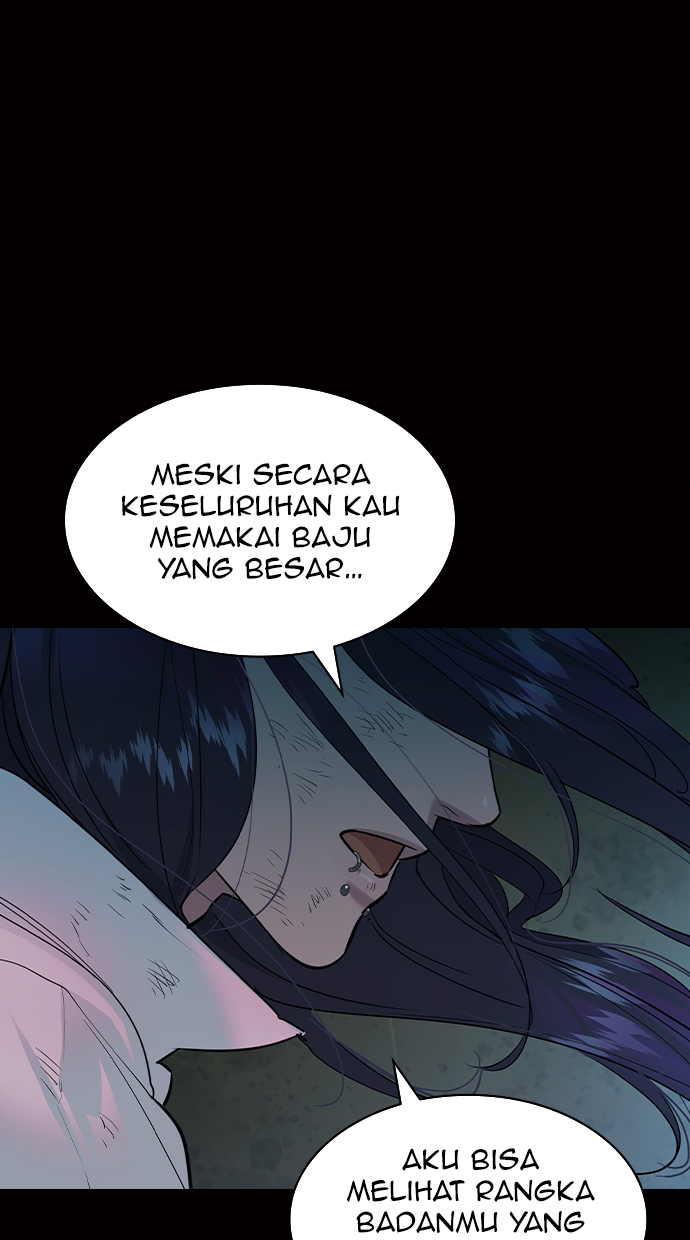 MESKI SECARA
KESELURUHAN KAU
MEMAKAI BAJU
YANG BESAR...
AKU BISA
MELIHAT RANGKA
BADANMU YANG